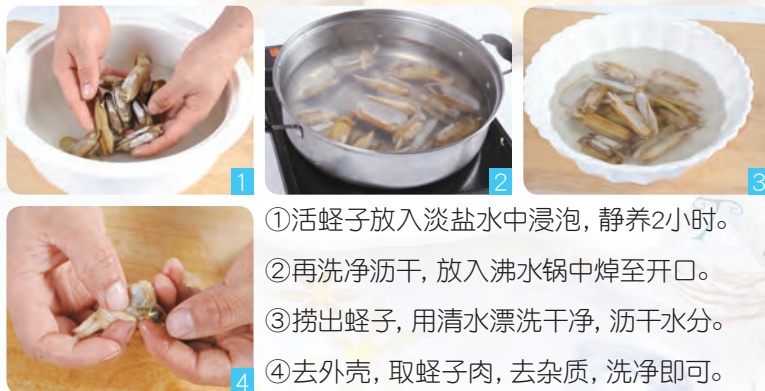 1
2
3
4
①活蛏子放入淡盐水中浸泡, 静养2小时。
②再洗净沥干, 放入沸水锅中焯至开口。
③捞出蛏子, 用清水漂洗干净, 沥干水分。
④去外壳, 取蛏子肉, 去杂质, 洗净即可。